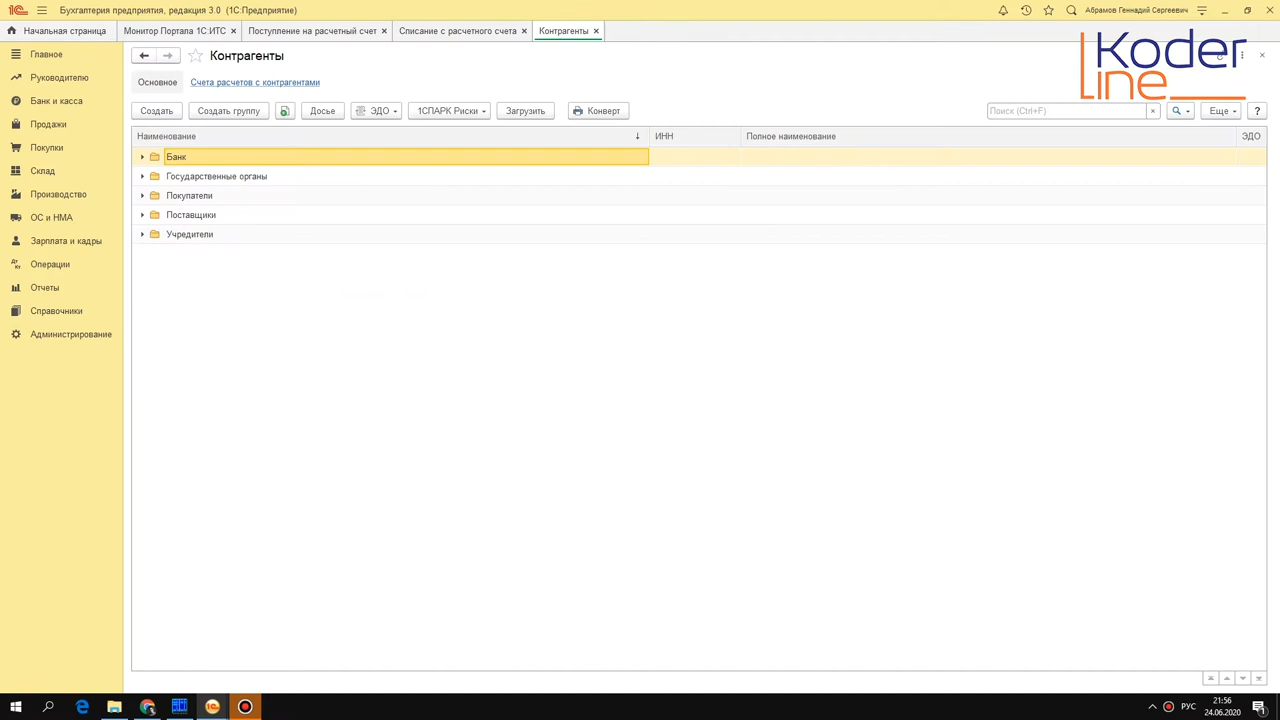 Бухгалтерия предприятия, редакция 3.0 (1С:Предприятие)
Абрамов Геннадий Сергеевич
Начальная страница
Монитор Портала 1С:ИТС
Поступление на расчетный счет
Списание с расчетного счета
Контрагенты
Koder
line
Главное
Руководителю
Банк и касса
Продажи
Покупки
Склад
Производство
ОС и НМА
Зарплата и кадры
Операции
Отчеты
Справочники
Администрирование
Контрагенты
Основное Счета расчетов с контрагентами
Создать Создать группу Досье ЭДО 1СПАРК Риски Загрузить Конверт Поиск (Ctrl+F) Еще ?
Наименование ИНН Полное наименование ЭДО
Банк
Государственные органы
Покупатели
Поставщики
Учредители
РУС
21:56
24.06.2020